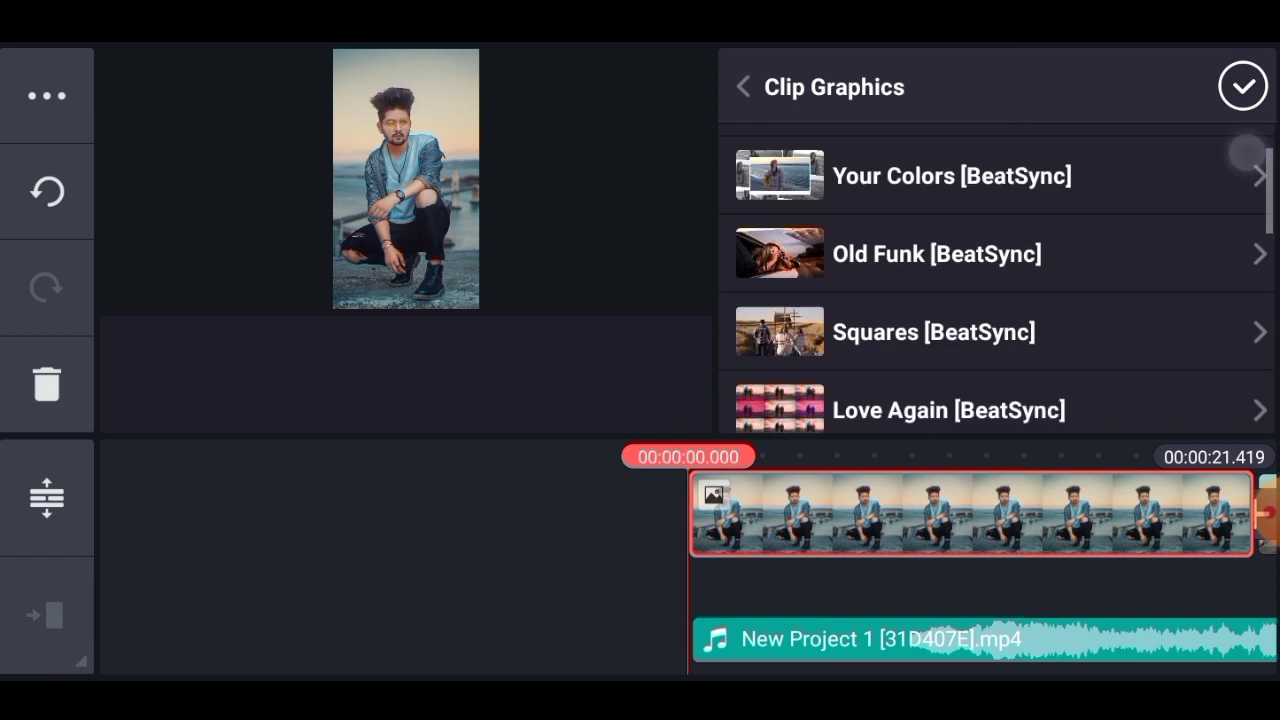 Clip Graphics
Your Colors [BeatSync]
Old Funk [BeatSync]
Squares [BeatSync]
Love Again [BeatSync]
00:00:00.000
00:00:21.419
New Project 1 [31D407E].mp4